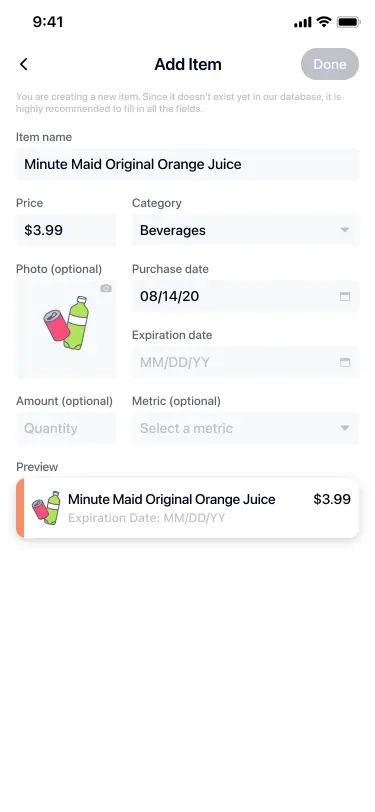 9:41
Add Item
Done
You are creating a new item. Since it doesn't exist yet in our database, it is
highly recommended to fill in all the fields.
Item name
Minute Maid Original Orange Juice
Price
Category
$3.99
Beverages
Photo (optional)
Purchase date
08/14/20
Expiration date
MM/DD/YY
Amount (optional)
Metric (optional)
Quantity
Select a metric
Preview
Minute Maid Original Orange Juice
$3.99
Expiration Date: MM/DD/YY